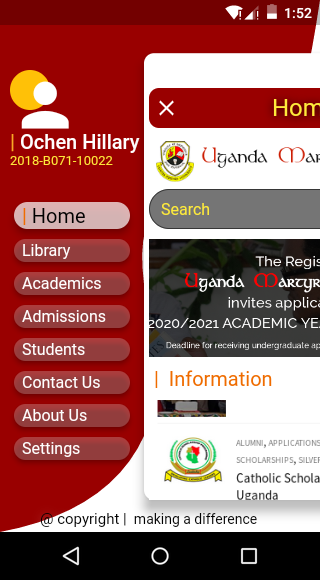 1:52
| Ochen Hillary
2018-B071-10022
| Home
Library
Academics
Admissions
Students
Contact Us
About Us
Settings
Hom
Uganda Mar
Search
The Regis
Uganda Martyr
invites applica
2020/2021 ACADEMIC YEA
Deadline for receiving undergraduate ap
| Information
ALUMNI, APPLICATIONS
SCHOLARSHIPS, SILVER
Catholic Schola
Uganda
@ copyright | making a difference